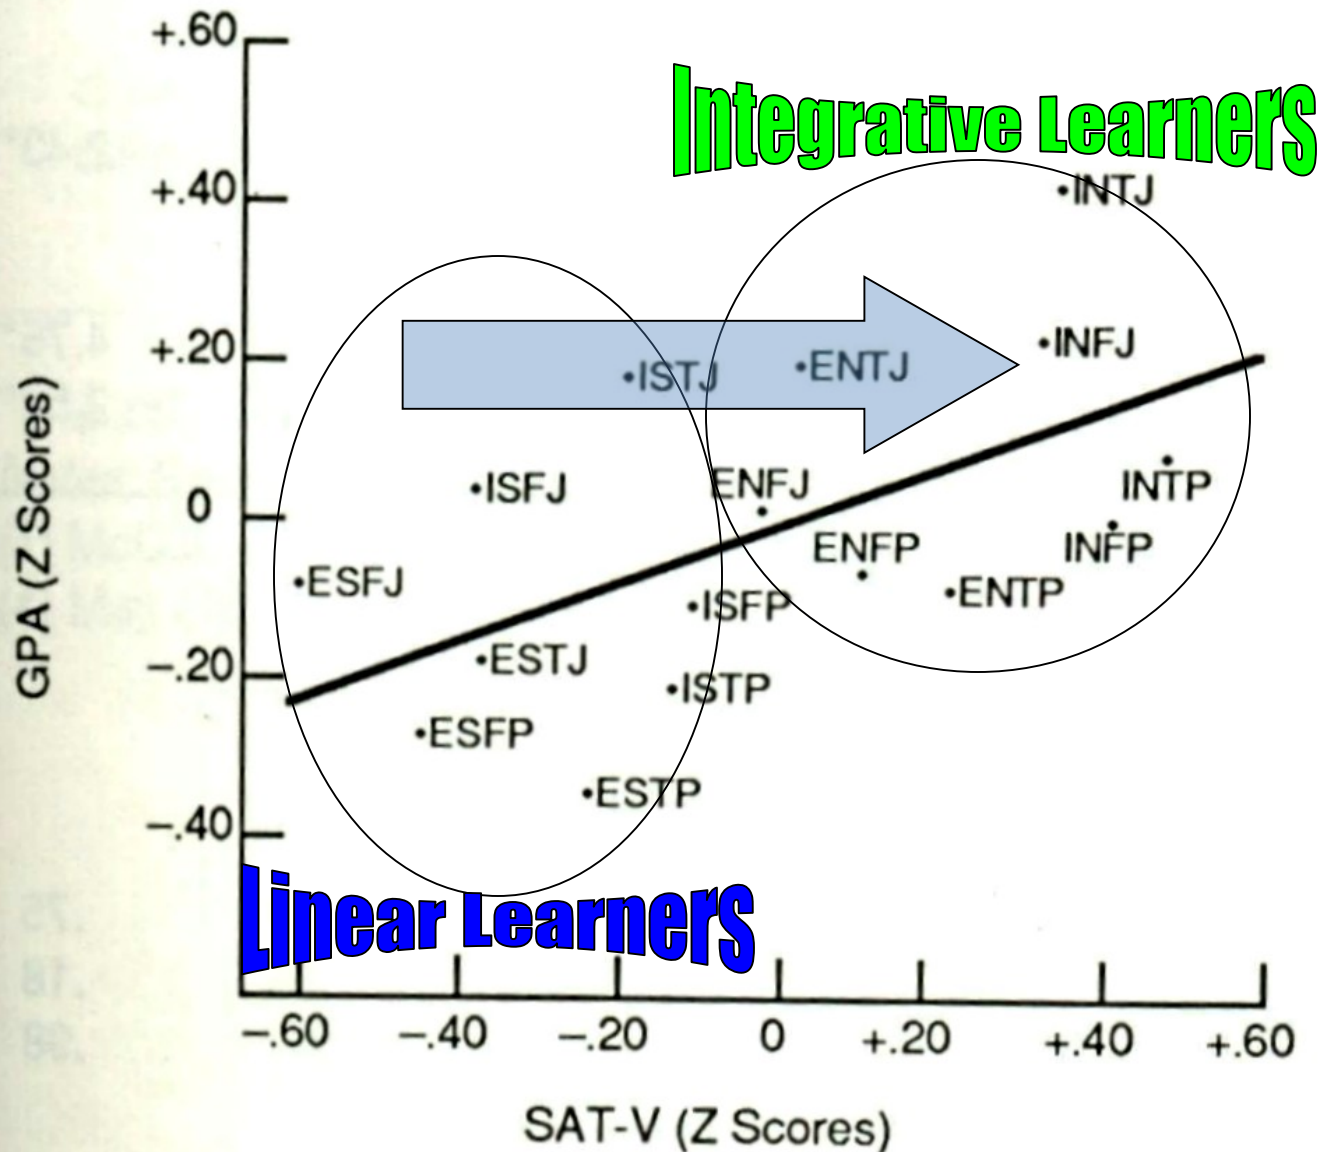 +.60
Integrative Learners
+.40
INTJ
+.20
INFJ
ISTJ
ENTJ
ISFJ
ENFJ
INTP
0
ENFP
INFP
ESFJ
ENTP
ISFP
–.20
ESTJ
ISTP
ESFP
ESTP
–.40
GPA (Z Scores)
Linear Learners
–.60 –.40 –.20 0 +.20 +.40 +.60
SAT-V (Z Scores)